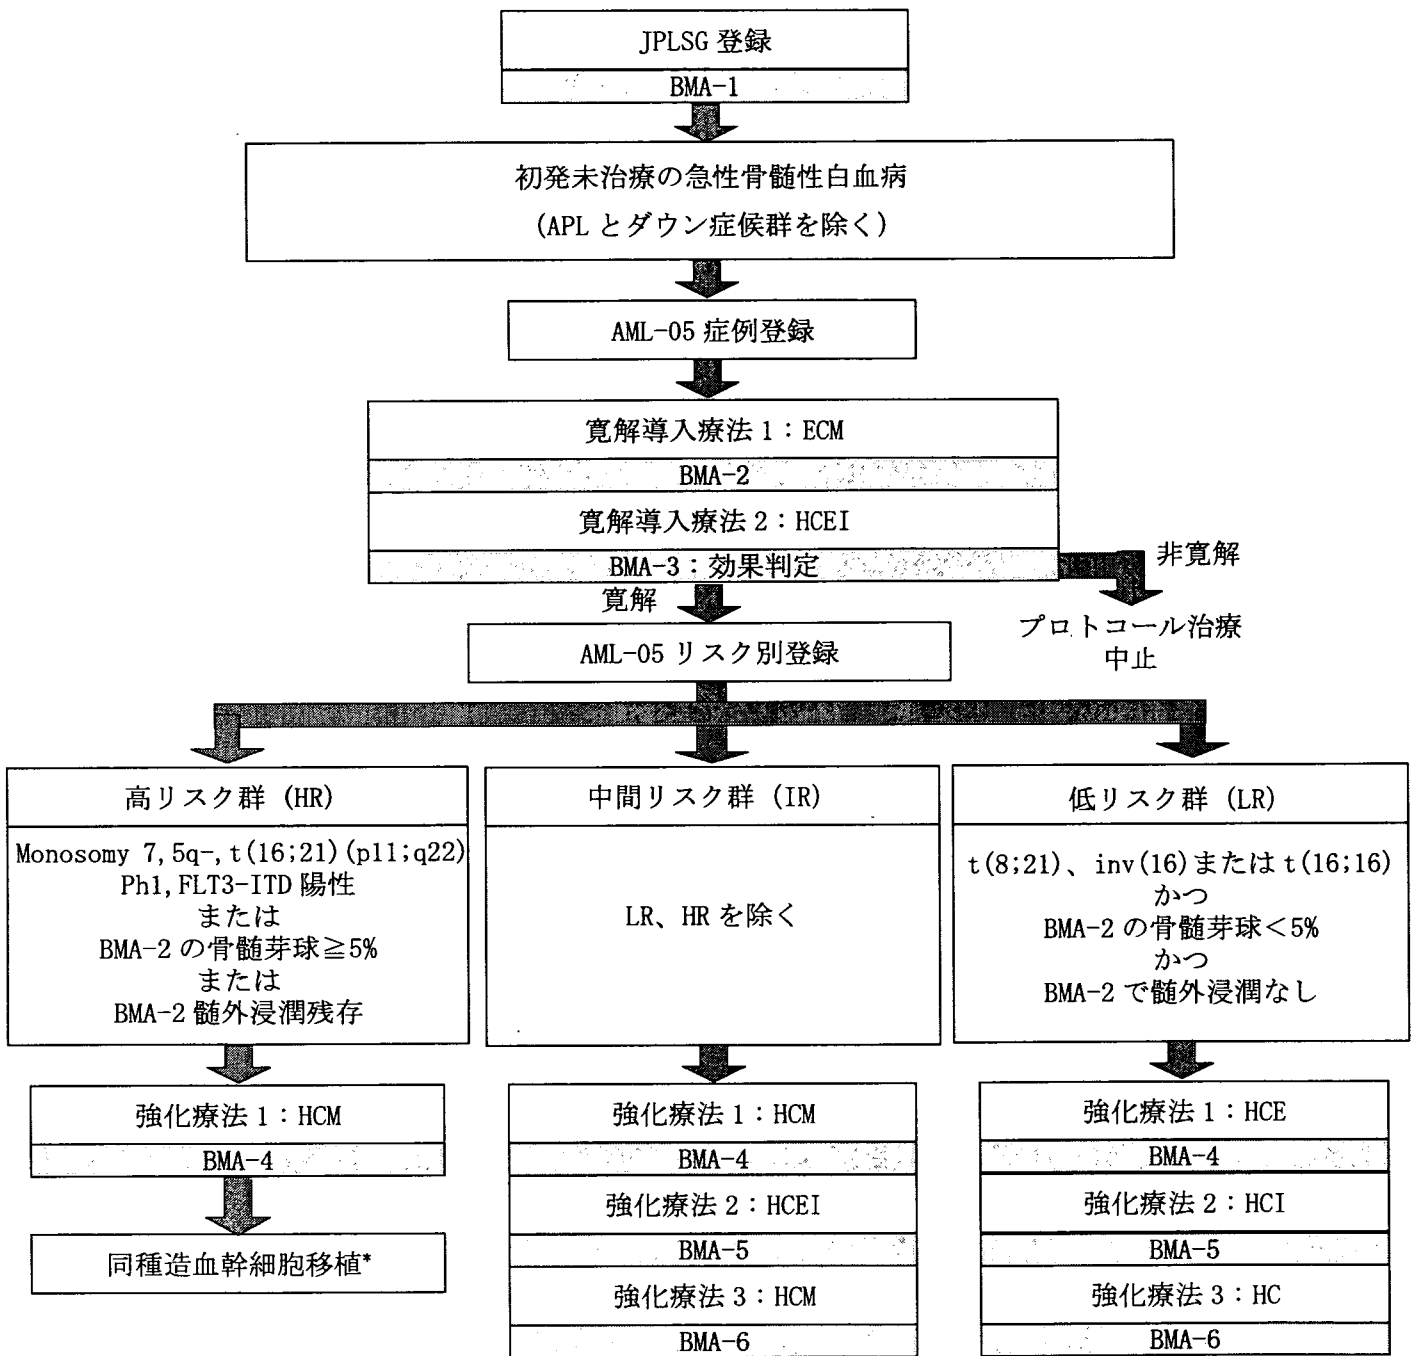 JPLSG 登録
BMA-1
初発未治療の急性骨髄性白血病
(APL とダウン症候群を除く)
AML-05 症例登録
寛解導入療法 1：ECM
BMA-2
寛解導入療法 2：HCEI
BMA-3：効果判定
非寛解
寛解
プロトコール治療
中止
AML-05 リスク別登録
高リスク群 (HR)
Monosomy 7, 5q-, t(16;21)(p11;q22)
Ph1, FLT3-ITD 陽性
または
BMA-2 の骨髄芽球≧5%
または
BMA-2 髄外浸潤残存
強化療法 1：HCM
BMA-4
同種造血幹細胞移植*
中間リスク群 (IR)
LR、HR を除く
強化療法 1：HCM
BMA-4
強化療法 2：HCEI
BMA-5
強化療法 3：HCM
BMA-6
低リスク群 (LR)
t(8;21)、inv(16)または t(16;16)
かつ
BMA-2 の骨髄芽球＜5%
かつ
BMA-2 で髄外浸潤なし
強化療法 1：HCE
BMA-4
強化療法 2：HCI
BMA-5
強化療法 3：HC
BMA-6